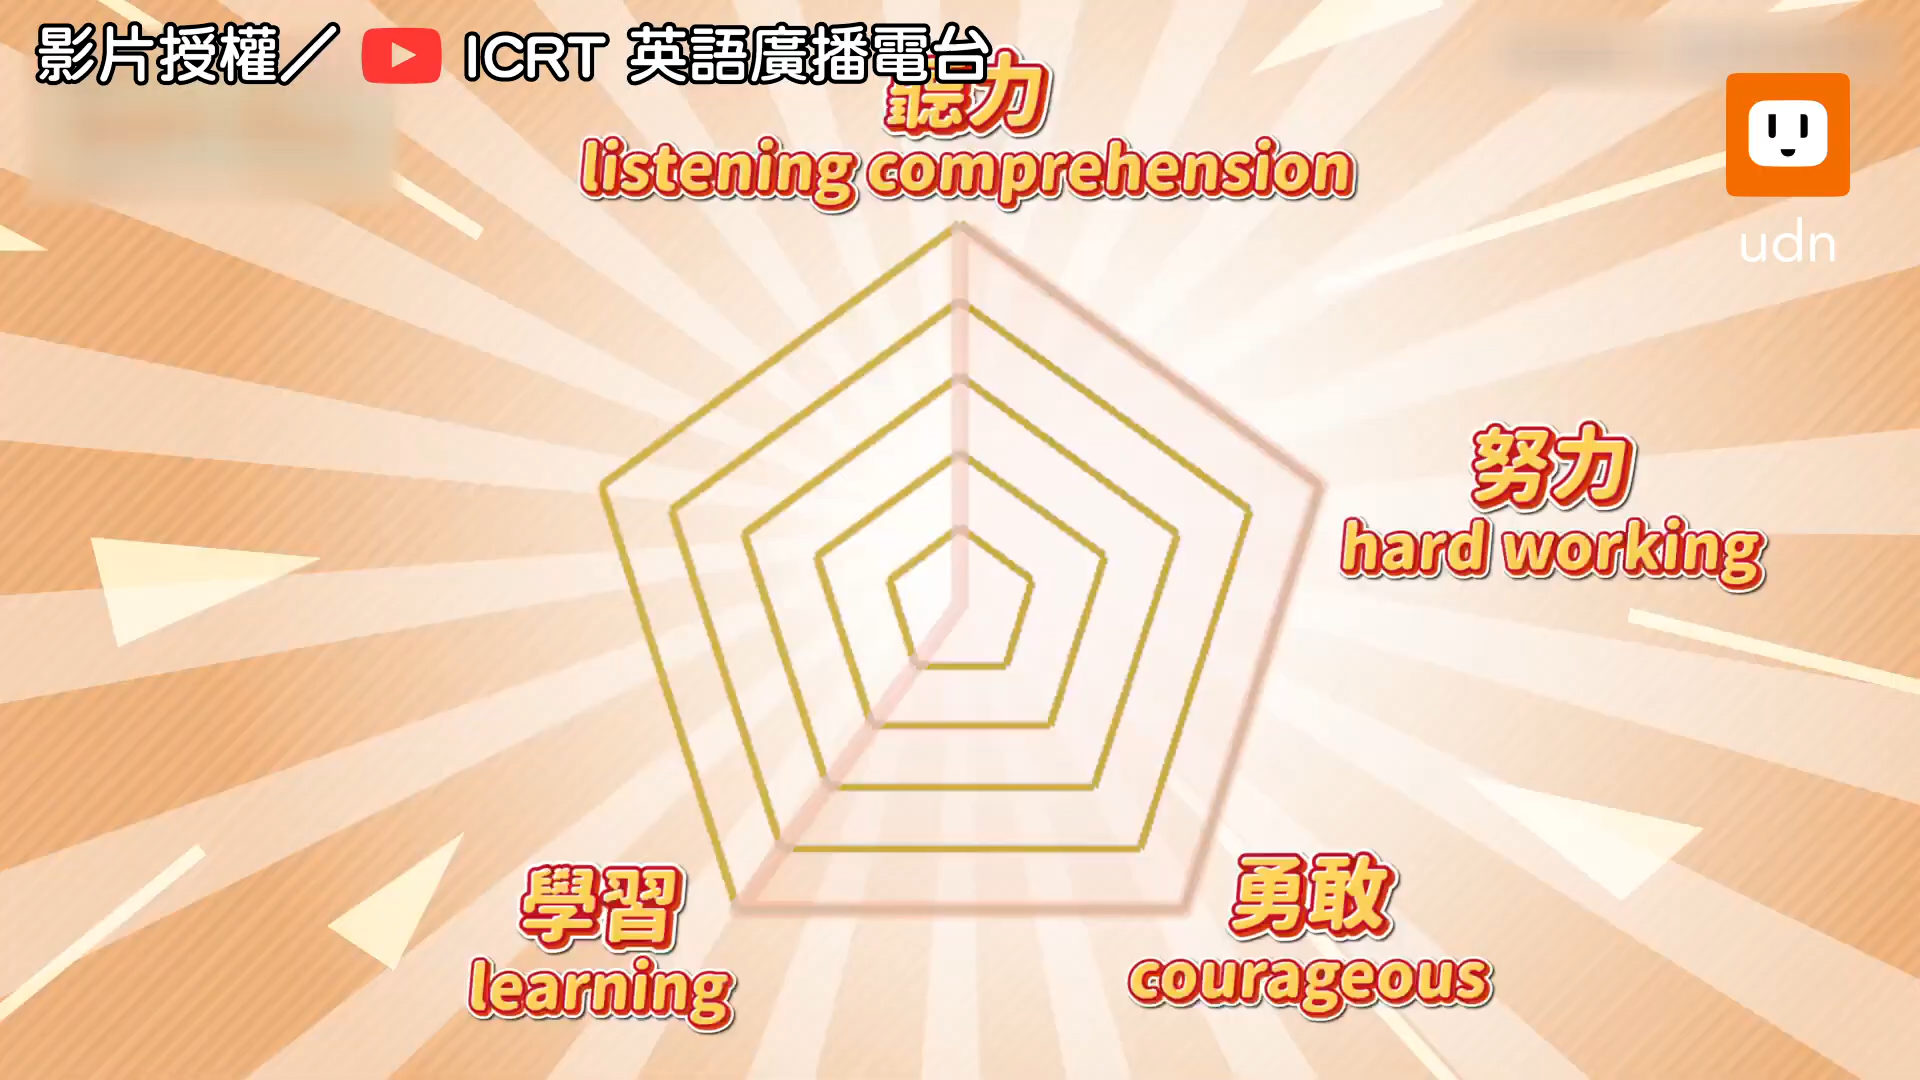 影片授權／ ICRT 英語廣播電台
聽力
listening comprehension
udn
努力
hard working
學習
learning
勇敢
courageous